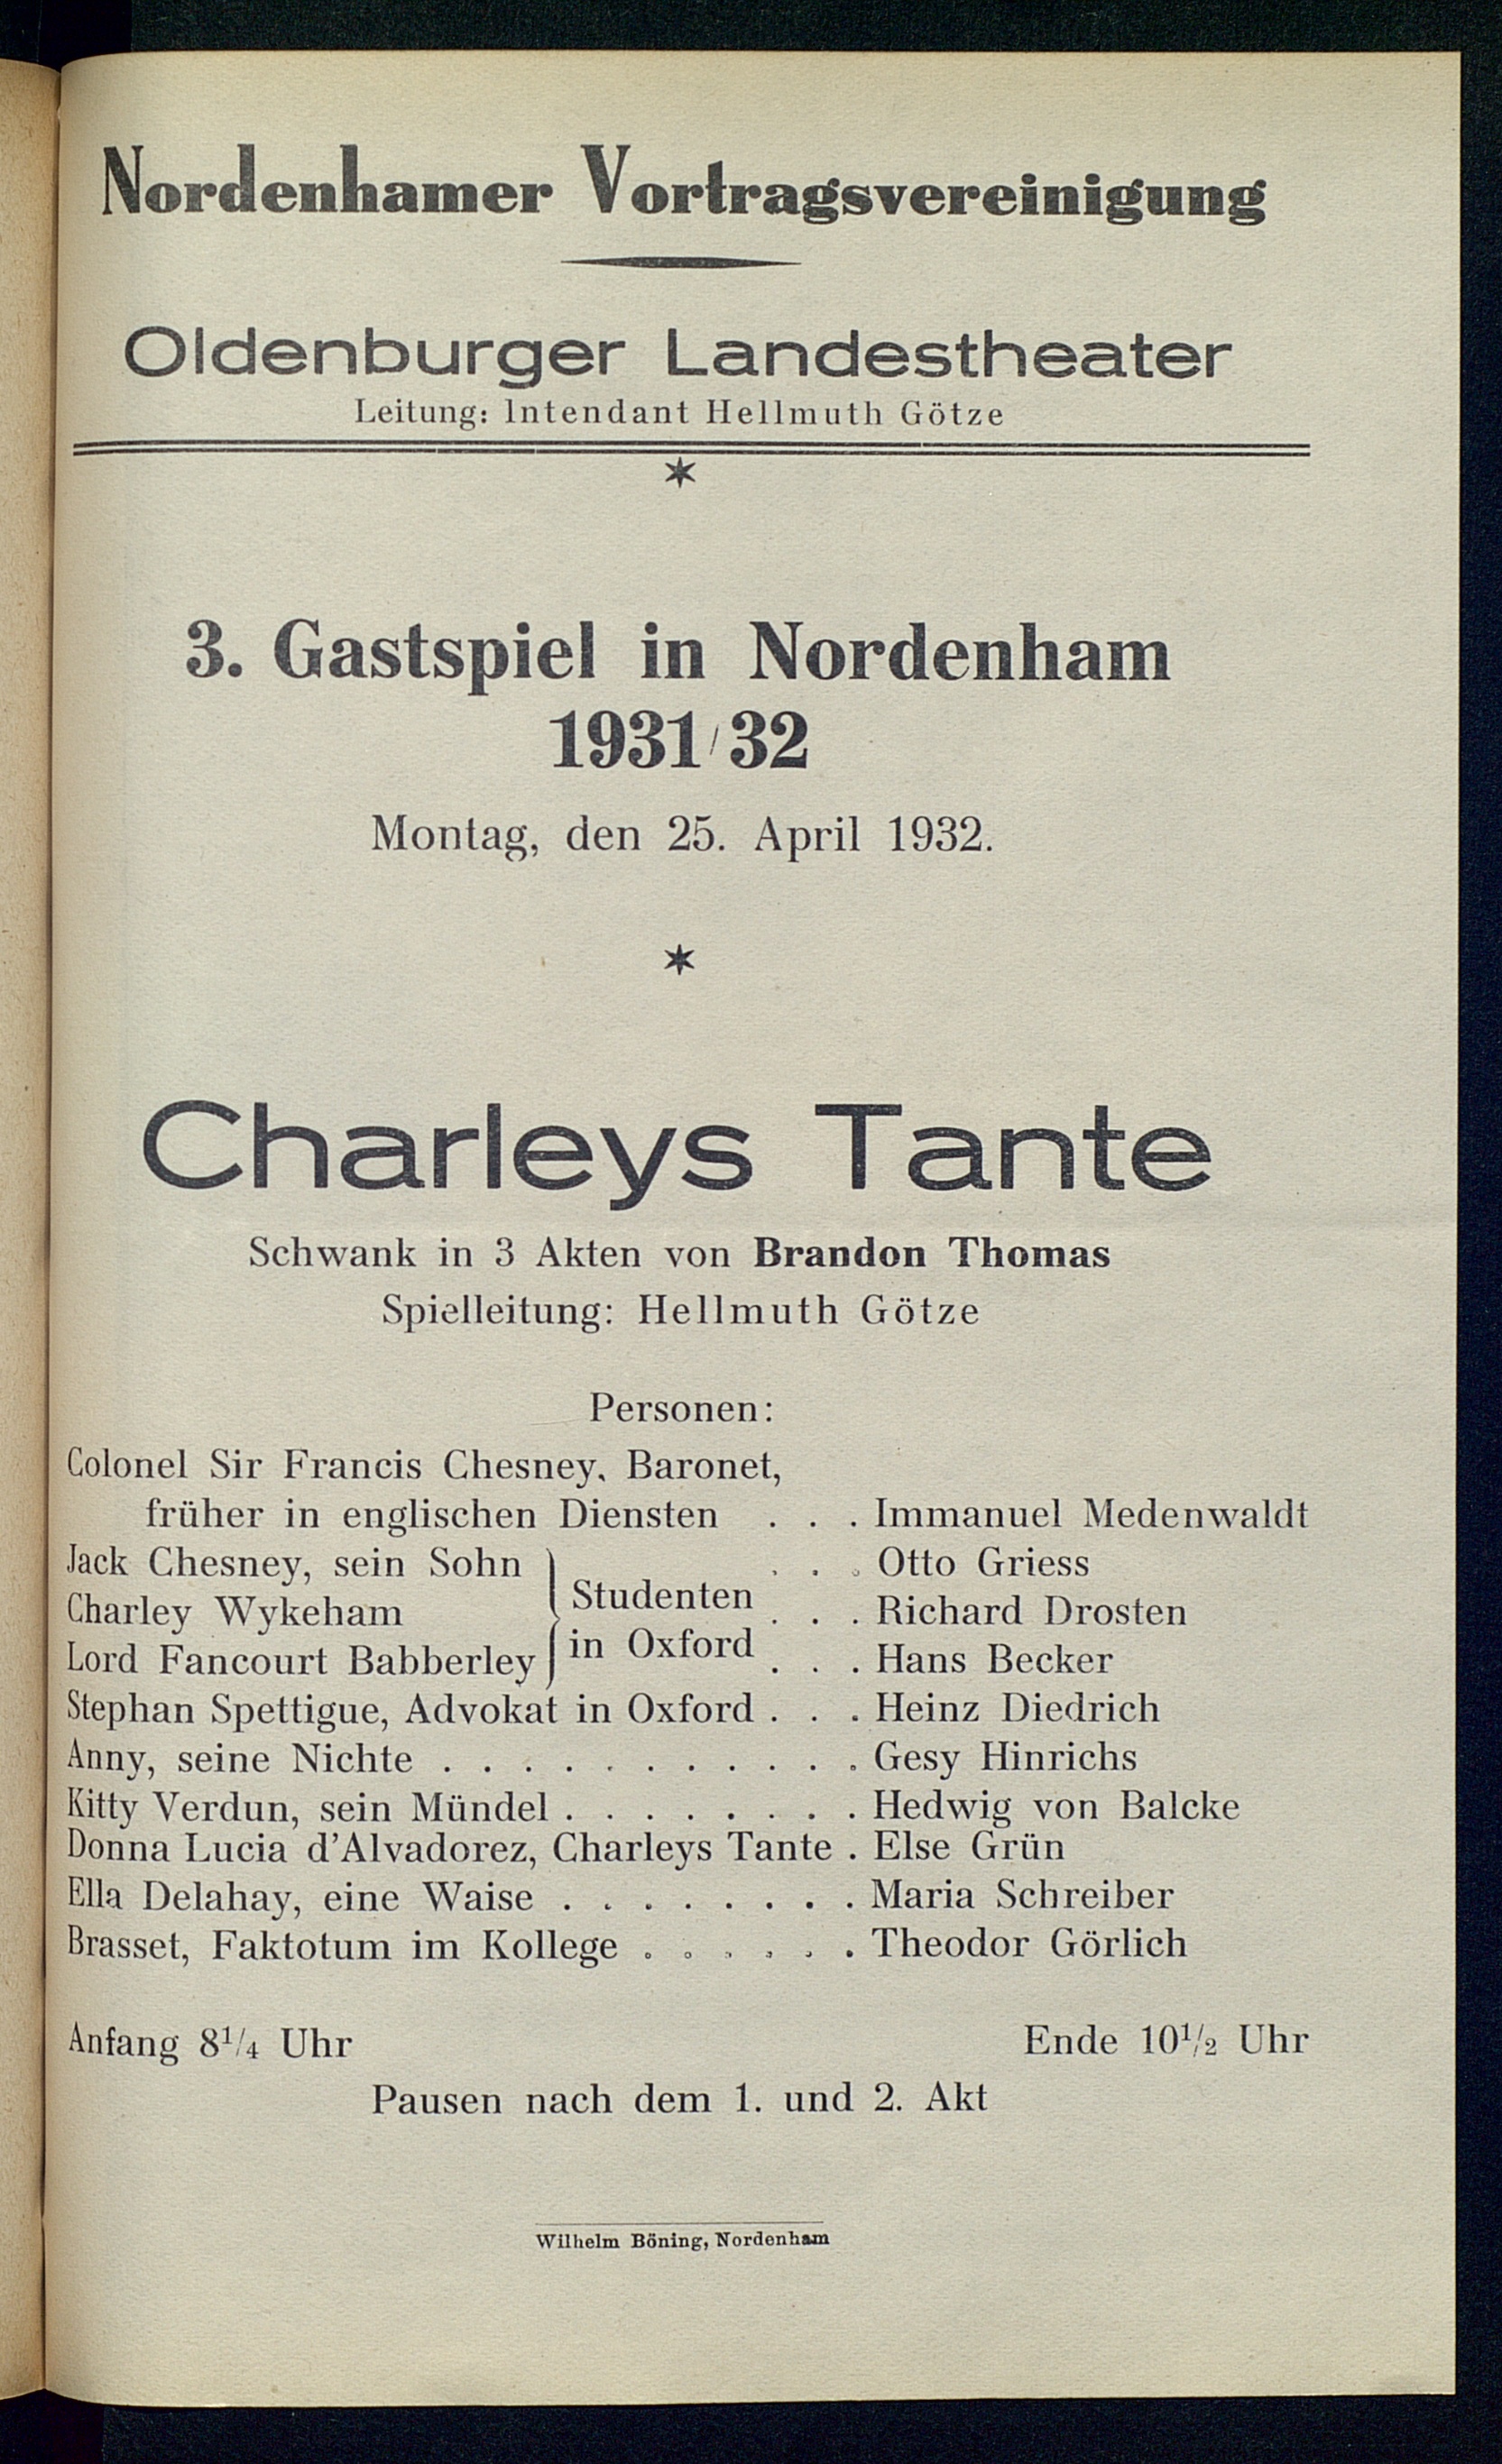 Nordenhamer Vortragsvereinigung
Oldenburger Landestheater
Leitung: Intendant Hellmuth Götze
*
3. Gastspiel in Nordenham
1931/32
Montag, den 25. April 1932.
*
Charleys Tante
Schwank in 3 Akten von Brandon Thomas
Spielleitung: Hellmuth Götze
Personen:
Colonel Sir Francis Chesney, Baronet,
früher in englischen Diensten . . . Immanuel Medenwaldt
Jack Chesney, sein Sohn . . . Otto Griess
Studenten
Charley Wykeham . . . Richard Drosten
in Oxford
Lord Fancourt Babberley . . . Hans Becker
Stephan Spettigue, Advokat in Oxford . . . Heinz Diedrich
Anny, seine Nichte . . . . . . . . . . . Gesy Hinrichs
Kitty Verdun, sein Mündel . . . . . . . . Hedwig von Balcke
Donna Lucia d'Alvadorez, Charleys Tante . Else Grün
Ella Delahay, eine Waise . . . . . . . . Maria Schreiber
Brasset, Faktotum im Kollege . . . . . . Theodor Görlich
Anfang 8¼ Uhr Ende 10½ Uhr
Pausen nach dem 1. und 2. Akt
Wilhelm Böning, Nordenham